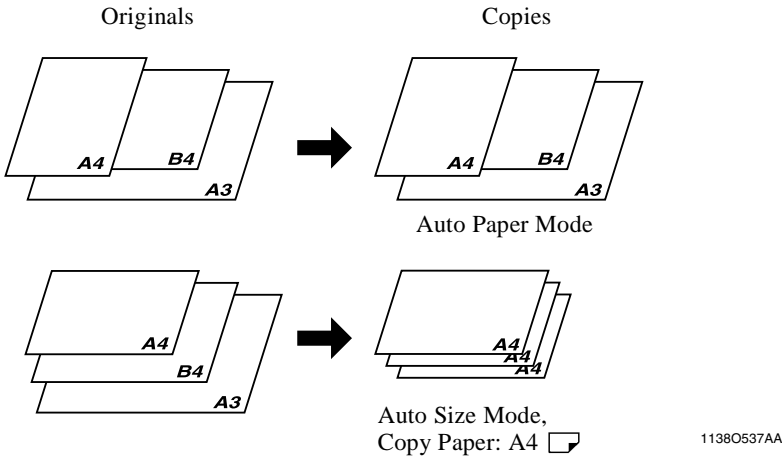 Originals
Copies
A4
B4
A3
A4
B4
A3
Auto Paper Mode
A4
B4
A3
A4
A4
A4
Auto Size Mode,
Copy Paper: A4
1138O537AA